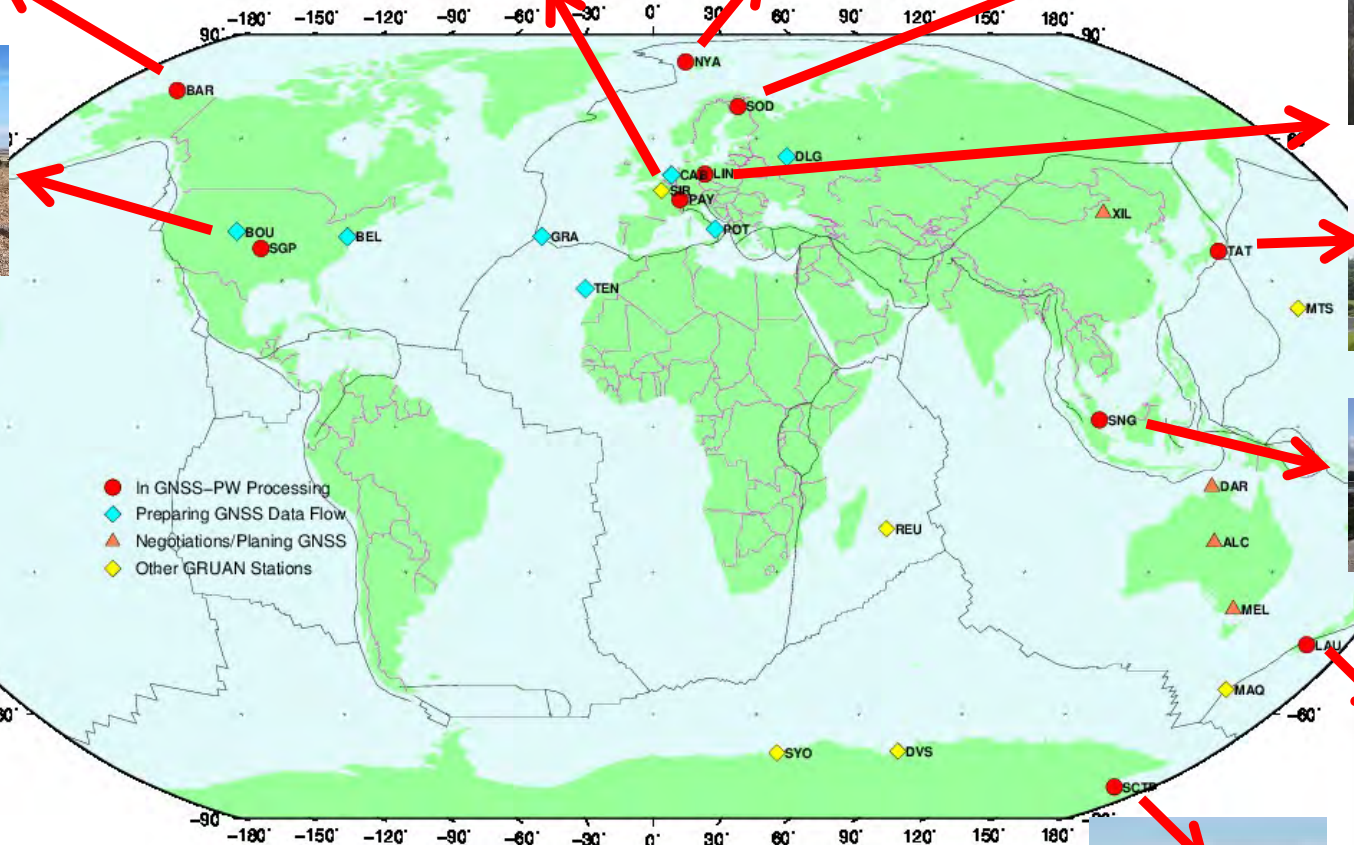 -180° -150° -120° -90° -60° -30° 0° 30° 60° 90° 120° 150° 180°
90° 90°
NYA
BAR
SOD
DLG
CAB
LIN
SIR
PAY
XIL
BOU
BEL
GRA
POT
SGP
TAT
TEN
MTS
SNG
In GNSS-PW Processing
DAR
Preparing GNSS Data Flow
REU
Negotiations/Planing GNSS
ALC
Other GRUAN Stations
MEL
LAU
MAQ
-60°
SYO
DVS
-90°
-180° -150° -120° -90° -60° -30° 0° 30° 60° 90° 120° 150° 180°